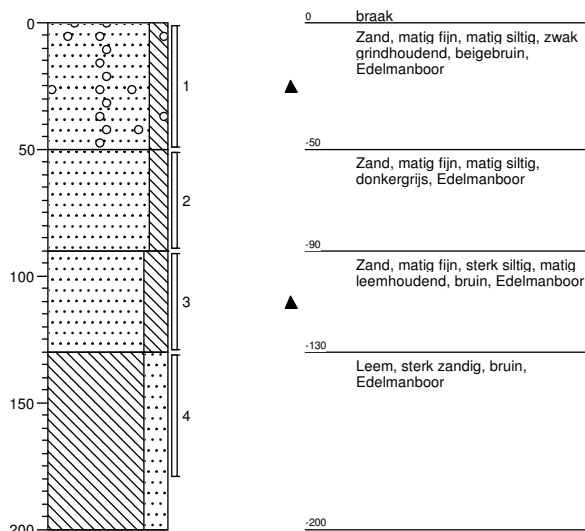 0
50
100
150
200
1
2
3
4
0
braak
Zand, matig fijn, matig siltig, zwak
grindhoudend, beigebruin,
Edelmanboor
-50
Zand, matig fijn, matig siltig,
donkergrijs, Edelmanboor
-90
Zand, matig fijn, sterk siltig, matig
leemhoudend, bruin, Edelmanboor
-130
Leem, sterk zandig, bruin,
Edelmanboor
-200